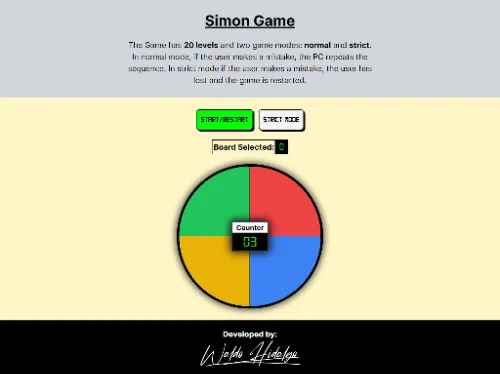 Simon Game
The Game has 20 levels and two game modes: normal and strict.
In normal mode, if the user makes a mistake, the PC repeats the
sequence. In strict mode if the user makes a mistake, the user has
lost and the game is restarted.
START/RESTART STRICT MODE
Board Selected: 0
Counter
03
Developed by:
Waldo Hidalgo